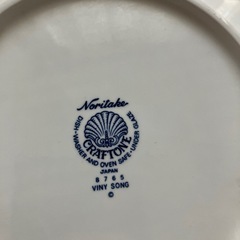 Noritake
CRAFTONE
DISH-WASHER AND OVEN SAFE-UNDER GLAZE
JAPAN
8765
VINY SONG
©